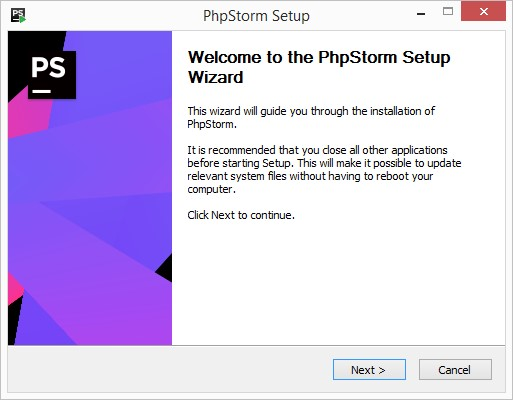 PhpStorm Setup
PS
Welcome to the PhpStorm Setup
Wizard
This wizard will guide you through the installation of
PhpStorm.
It is recommended that you close all other applications
before starting Setup. This will make it possible to update
relevant system files without having to reboot your
computer.
Click Next to continue.
Next >
Cancel